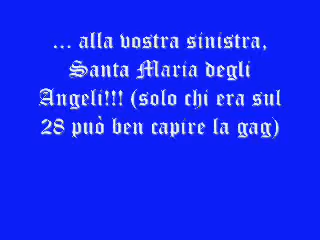 ... alla vostra sinistra,
Santa Maria degli
Angeli!!! (solo chi era sul
28 può ben capire la gag)